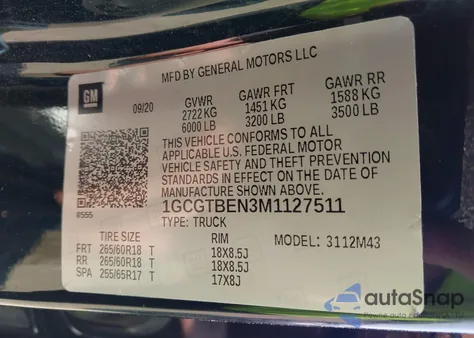 MFD BY GENERAL MOTORS LLC
GM
09/20 GVWR GAWR FRT GAWR RR
2722 KG 1451 KG 1588 KG
6000 LB 3200 LB 3500 LB
THIS VEHICLE CONFORMS TO ALL
APPLICABLE U.S. FEDERAL MOTOR
VEHICLE SAFETY AND THEFT PREVENTION
STANDARDS IN EFFECT ON THE DATE OF
MANUFACTURE SHOWN ABOVE.
1GCGTBEN3M1127511
TYPE: TRUCK
TIRE SIZE RIM MODEL: 3112M43
FRT 265/60R18 T 18X8.5J
RR 265/60R18 T 18X8.5J
SPA 255/65R17 T 17X8J
autoSnap